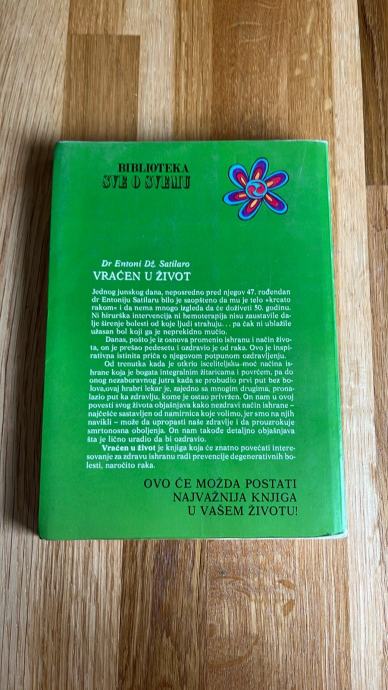 BIBLIOTEKA
SVE O SVEMU
Dr Entoni Dž. Satilaro
VRAĆEN U ŽIVOT
Jednog junskog dana, neposredno pred njegov 47. rođendan
dr Entoniju Satilaru bilo je saopšteno da mu je telo «krcato
rakom» i da nema mnogo izgleda da će doživeti 50. godinu.
Ni hirurška intervencija ni hemoterapija nisu zaustavile da-
lje širenje bolesti od koje ljudi strahuju... pa čak ni ublažile
užasan bol koji ga je neprekidno mučio.
Danas, pošto je iz osnova promenio ishranu i način živo-
ta, on je prešao pedesetu i ozdravio je od raka. Ovo je inspi-
rativna istinita priča o njegovom potpunom ozdravljenju.
Od trenutka kada je otkrio isceliteljsku moć načina is-
hrane koja je bogata integralnim žitaricama i povrćem, pa do
onog nezaboravnog jutra kada se probudio prvi put bez bo-
lova, ovaj hrabri lekar je, zajedno sa mnogim drugima, prona-
lazio put ka zdravlju, kome je ostao privržen. On nam u ovoj
povesti svog života objašnjava kako nezdravi način ishrane –
najčešće sastavljen od namirnica koje volimo, jer smo na njih
navikli – može da upropasti naše zdravlje i da prouzrokuje
smrtonosna oboljenja. On nam takođe detaljno objašnjava
šta je lično uradio da bi ozdravio.
Vraćen u život je knjiga koja će znatno povećati intere-
sovanje za zdravu ishranu radi prevencije degenerativnih bo-
lesti, naročito raka.
OVO ĆE MOŽDA POSTATI
NAJVAŽNIJA KNJIGA
U VAŠEM ŽIVOTU!